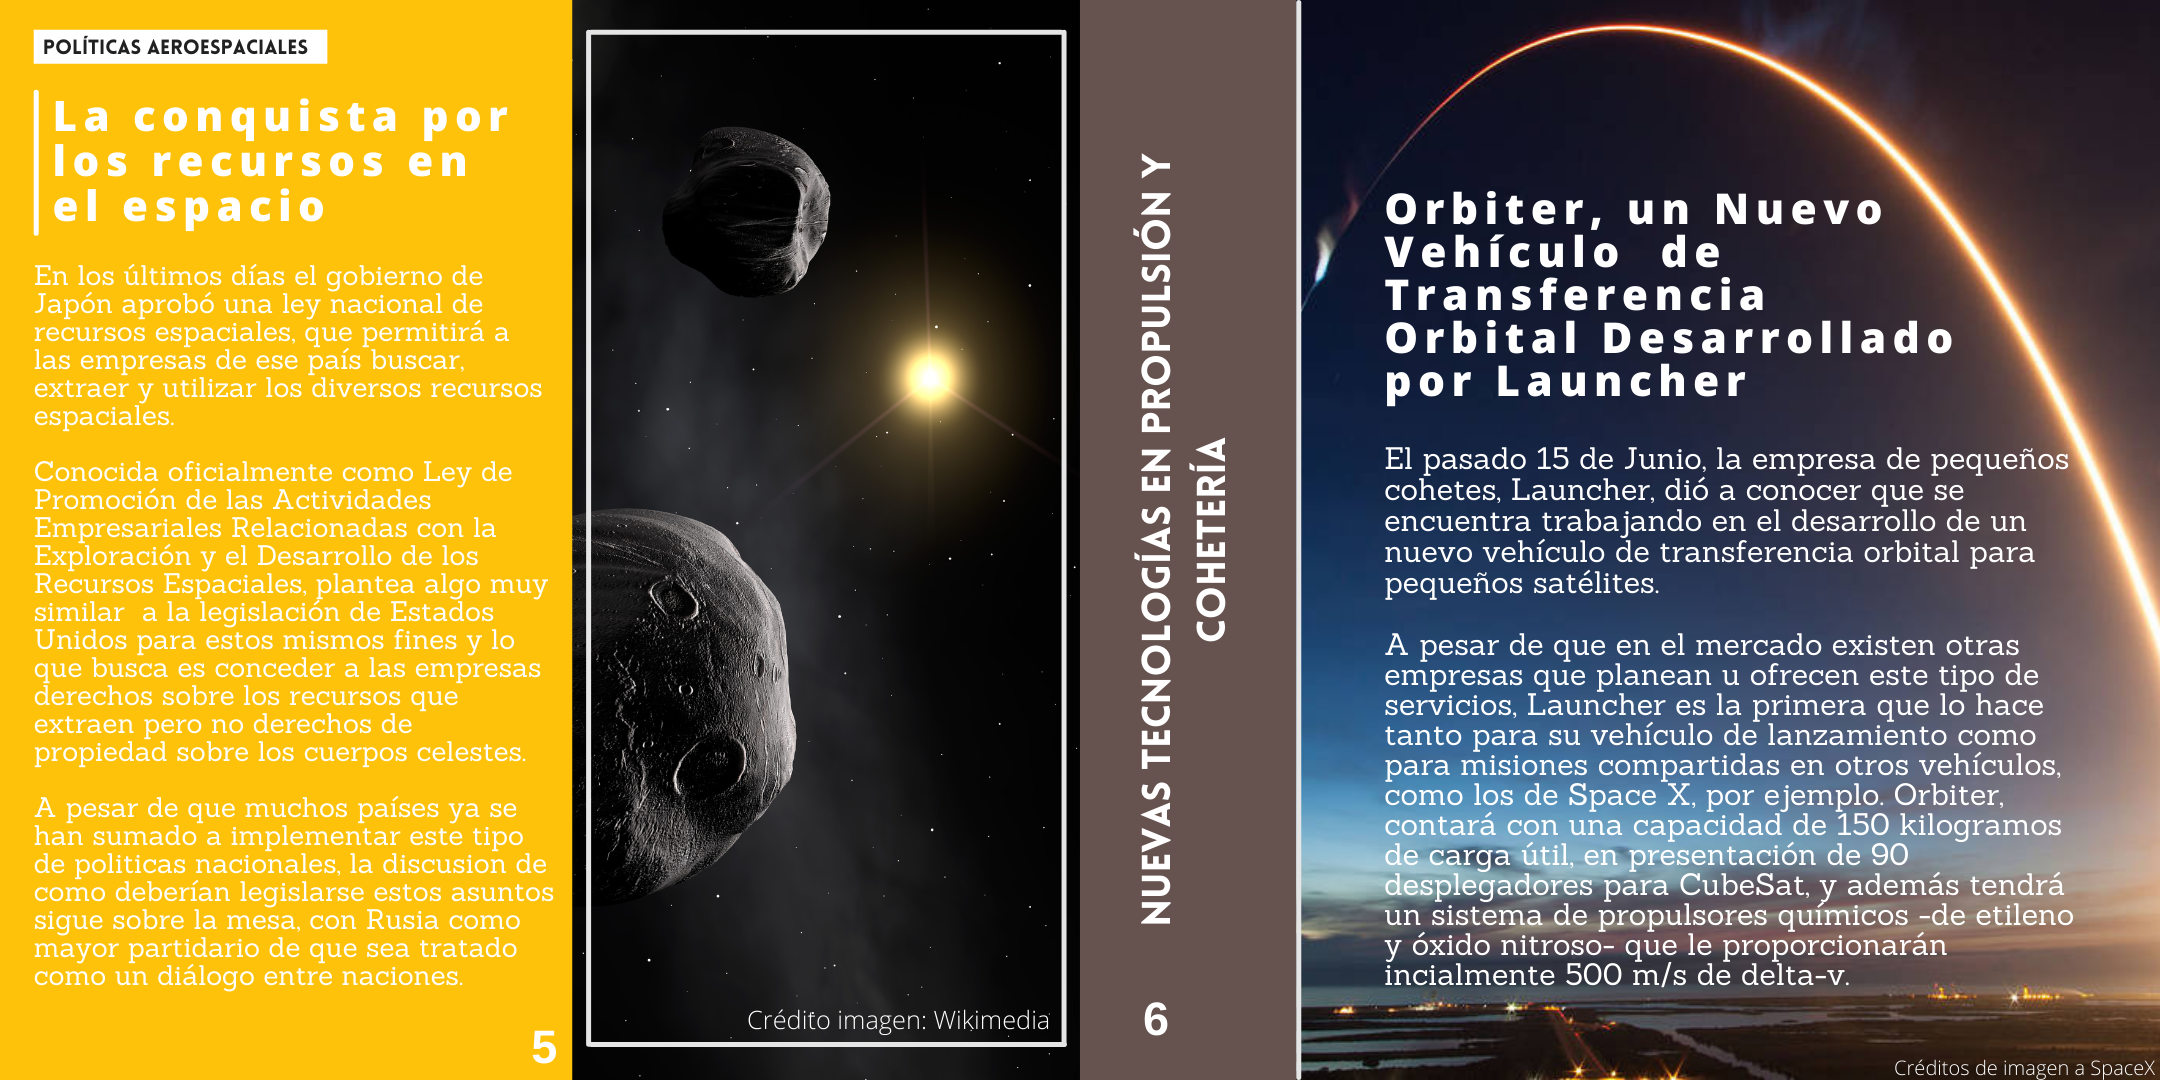 POLÍTICAS AEROESPACIALES
La conquista por
los recursos en
el espacio
En los últimos días el gobierno de
Japón aprobó una ley nacional de
recursos espaciales, que permitirá a
las empresas de ese país buscar,
extraer y utilizar los diversos recursos
espaciales.
Conocida oficialmente como Ley de
Promoción de las Actividades
Empresariales Relacionadas con la
Exploración y el Desarrollo de los
Recursos Espaciales, plantea algo muy
similar  a la legislación de Estados
Unidos para estos mismos fines y lo
que busca es conceder a las empresas
derechos sobre los recursos que
extraen pero no derechos de
propiedad sobre los cuerpos celestes.
A pesar de que muchos países ya se
han sumado a implementar este tipo
de politicas nacionales, la discusion de
como deberían legislarse estos asuntos
sigue sobre la mesa, con Rusia como
mayor partidario de que sea tratado
como un diálogo entre naciones.
5
Crédito imagen: Wikimedia
NUEVAS TECNOLOGÍAS EN PROPULSIÓN Y
COHETERÍA
6
Orbiter, un Nuevo
Vehículo  de
Transferencia
Orbital Desarrollado
por Launcher
El pasado 15 de Junio, la empresa de pequeños
cohetes, Launcher, dió a conocer que se
encuentra trabajando en el desarrollo de un
nuevo vehículo de transferencia orbital para
pequeños satélites.
A pesar de que en el mercado existen otras
empresas que planean u ofrecen este tipo de
servicios, Launcher es la primera que lo hace
tanto para su vehículo de lanzamiento como
para misiones compartidas en otros vehículos,
como los de Space X, por ejemplo. Orbiter,
contará con una capacidad de 150 kilogramos
de carga útil, en presentación de 90
desplegadores para CubeSat, y además tendrá
un sistema de propulsores químicos -de etileno
y óxido nitroso- que le proporcionarán
incialmente 500 m/s de delta-v.
Créditos de imagen a SpaceX